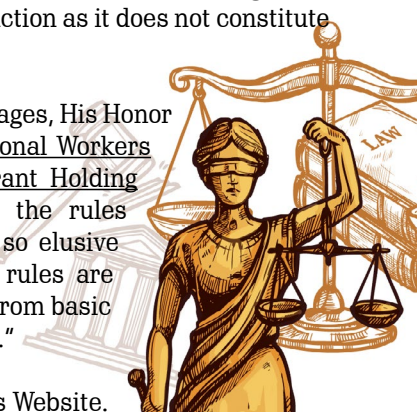 ction as it does not constitute
ages, His Honor
onal Workers
rant Holding
the rules
so elusive
rules are
rom basic
."
s Website.
LAW